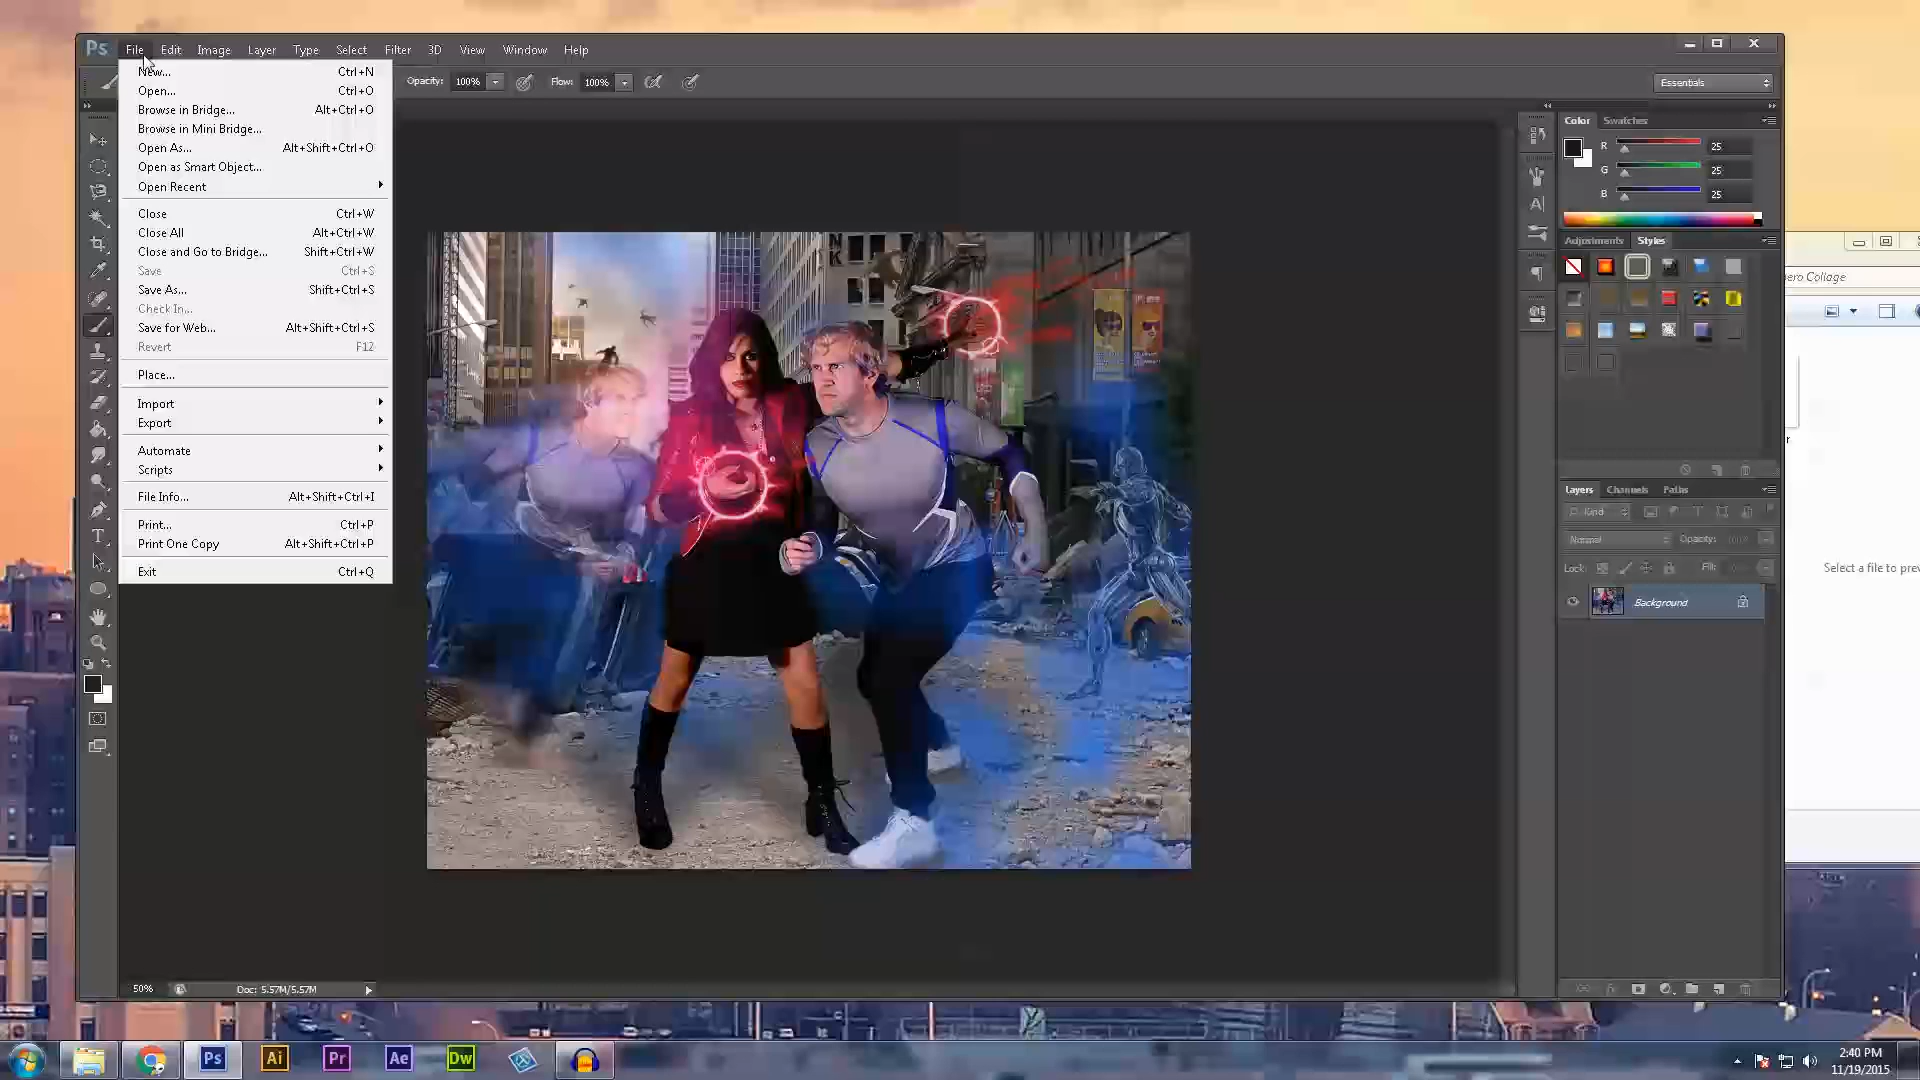 Ps File Edit Image Layer Type Select Filter 3D View Window Help
Opacity: 100% Flow: 100% Essentials
New... Ctrl+N
Open... Ctrl+O
Browse in Bridge... Alt+Ctrl+O
Browse in Mini Bridge...
Open As... Alt+Shift+Ctrl+O
Open as Smart Object...
Open Recent
Close Ctrl+W
Close All Alt+Ctrl+W
Close and Go to Bridge... Shift+Ctrl+W
Save Ctrl+S
Save As... Shift+Ctrl+S
Check In...
Save for Web... Alt+Shift+Ctrl+S
Revert F12
Place...
Import
Export
Automate
Scripts
File Info... Alt+Shift+Ctrl+I
Print... Ctrl+P
Print One Copy Alt+Shift+Ctrl+P
Exit Ctrl+Q
50% Doc: 5.57M/5.57M
Color Swatches
R 25
G 25
B 25
Adjustments Styles
Layers Channels Paths
Kind
Normal Opacity:
Lock: Fill:
Background
Collage
Select a file to prev
Ps Ai Pr Ae Dw
2:40 PM
11/19/2015